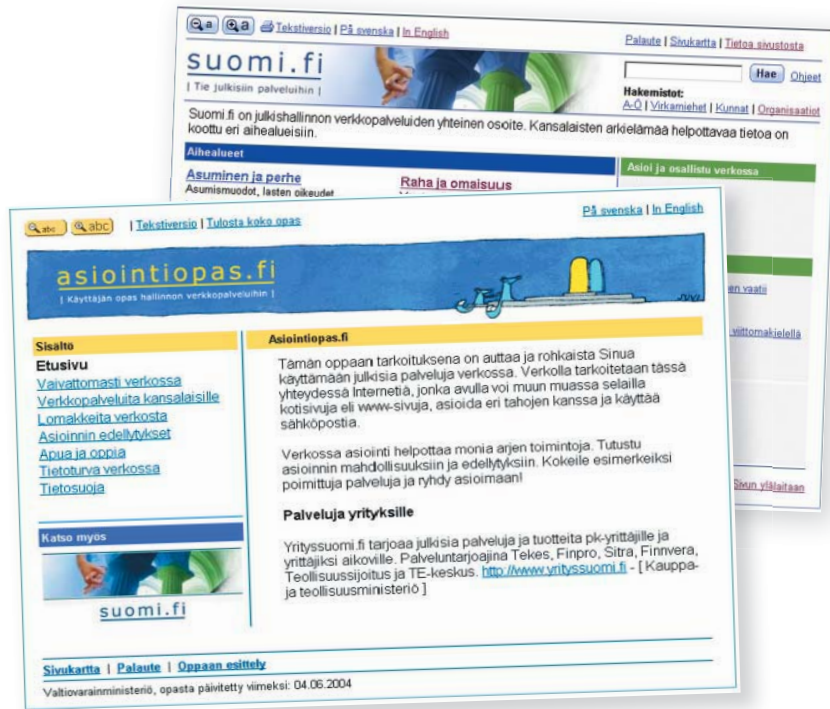 Tekstiversio | På svenska | In English
Palaute | Sivukartta | Tietoa sivustosta
suomi.fi
| Tie julkisiin palveluihin |
Hae Ohjeet
Hakemistot:
A-Ö | Virkamiehet | Kunnat | Organisaatiot
Suomi.fi on julkishallinnon verkkopalveluiden yhteinen osoite. Kansalaisten arkielämää helpottavaa tietoa on
koottu eri aihealueisiin.
Aihealueet
Asioi ja osallistu verkossa
Asuminen ja perhe
Raha ja omaisuus
Asumismuodot, lasten oikeudet
en vaatii
viittomakielellä
Sivun ylälaitaan
abc abc | Tekstiversio | Tulosta koko opas
På svenska | In English
asiointiopas.fi
| Käyttäjän opas hallinnon verkkopalveluihin |
Sisältö
Etusivu
Vaivattomasti verkossa
Verkkopalveluita kansalaisille
Lomakkeita verkosta
Asioinnin edellytykset
Apua ja oppia
Tietoturva verkossa
Tietosuoja
Katso myös
suomi.fi
Asiointiopas.fi
Tämän oppaan tarkoituksena on auttaa ja rohkaista Sinua
käyttämään julkisia palveluja verkossa. Verkolla tarkoitetaan tässä
yhteydessä Internetiä, jonka avulla voi muun muassa selailla
kotisivuja eli www-sivuja, asioida eri tahojen kanssa ja käyttää
sähköpostia.
Verkossa asiointi helpottaa monia arjen toimintoja. Tutustu
asioinnin mahdollisuuksiin ja edellytyksiin. Kokeile esimerkeiksi
poimittuja palveluja ja ryhdy asioimaan!
Palveluja yrityksille
Yrityssuomi.fi tarjoaa julkisia palveluja ja tuotteita pk-yrittäjille ja
yrittäjiksi aikoville. Palveluntarjoajina Tekes, Finpro, Sitra, Finnvera,
Teollisuussijoitus ja TE-keskus. http://www.yrityssuomi.fi - [ Kauppa-
ja teollisuusministeriö ]
Sivukartta | Palaute | Oppaan esittely
Valtiovarainministeriö, opasta päivitetty viimeksi: 04.06.2004